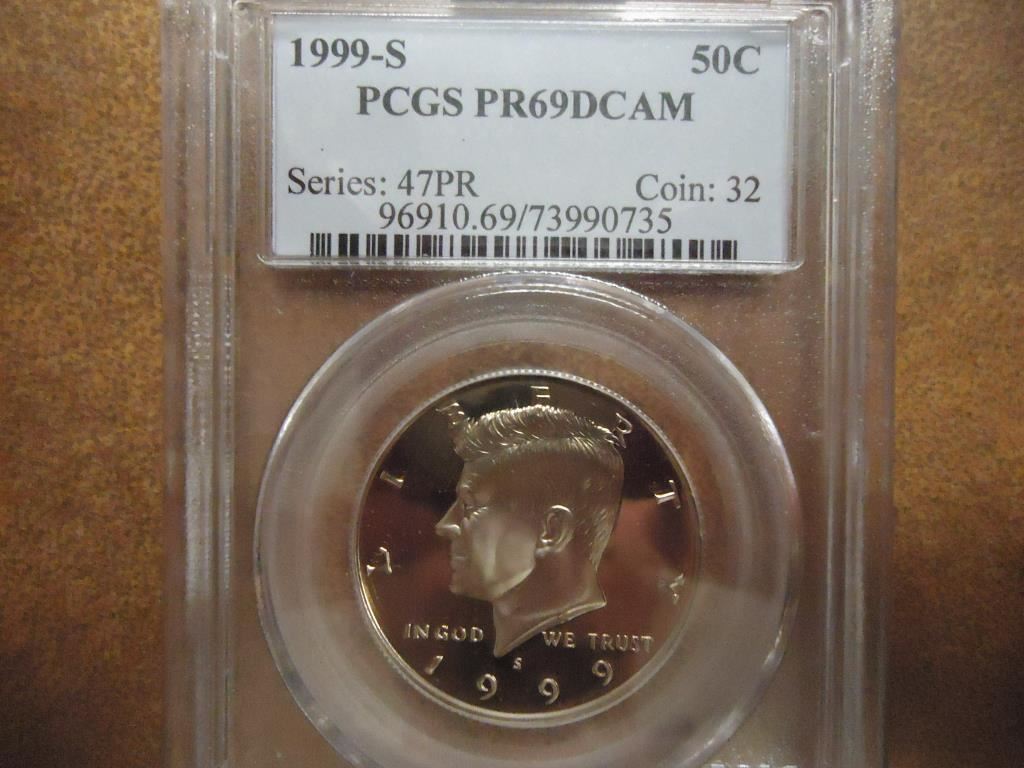 1999-S 50C
PCGS PR69DCAM
Series: 47PR Coin: 32
96910.69/73990735
LIBERTY
IN GOD WE TRUST
S
1999